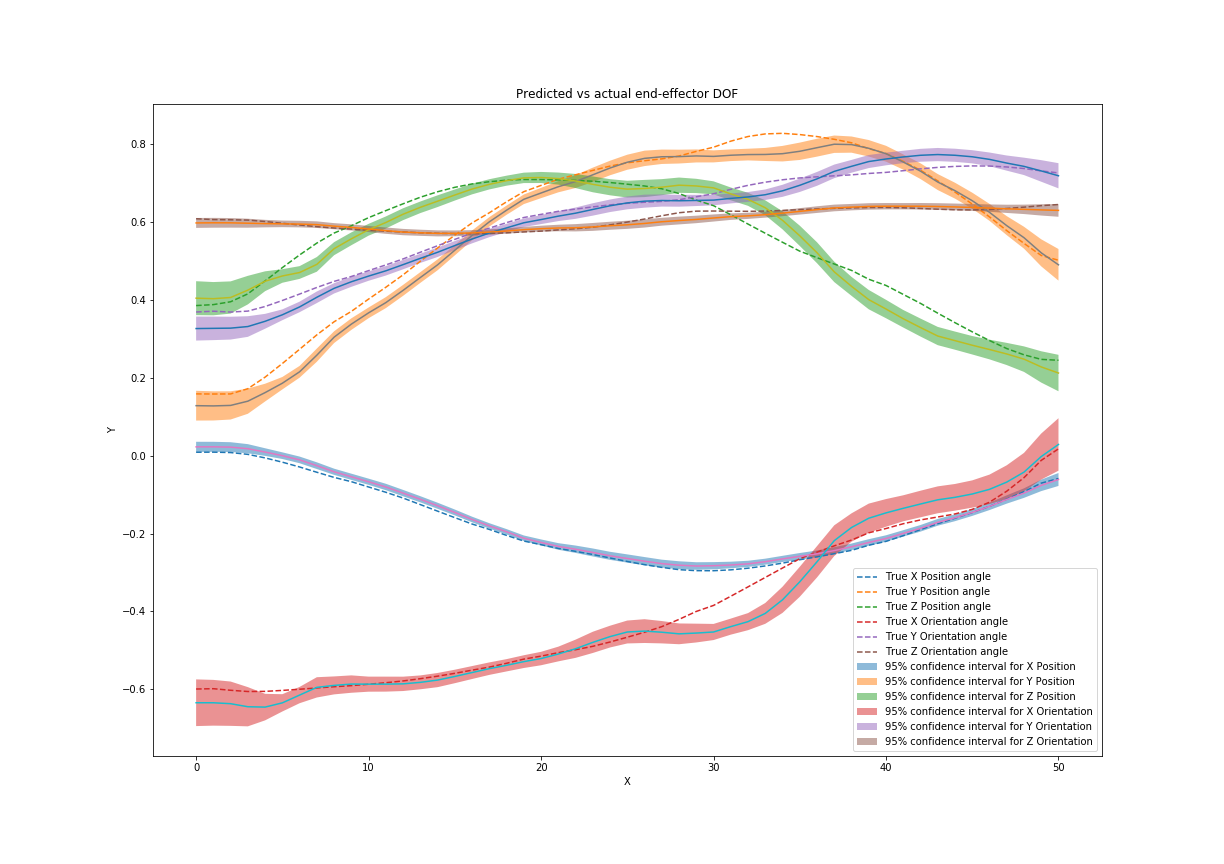 Predicted vs actual end-effector DOF
0.8
0.6
0.4
0.2
0.0
−0.2
−0.4
−0.6
Y
0
10
20
30
40
50
X
True X Position angle
True Y Position angle
True Z Position angle
True X Orientation angle
True Y Orientation angle
True Z Orientation angle
95% confidence interval for X Position
95% confidence interval for Y Position
95% confidence interval for Z Position
95% confidence interval for X Orientation
95% confidence interval for Y Orientation
95% confidence interval for Z Orientation